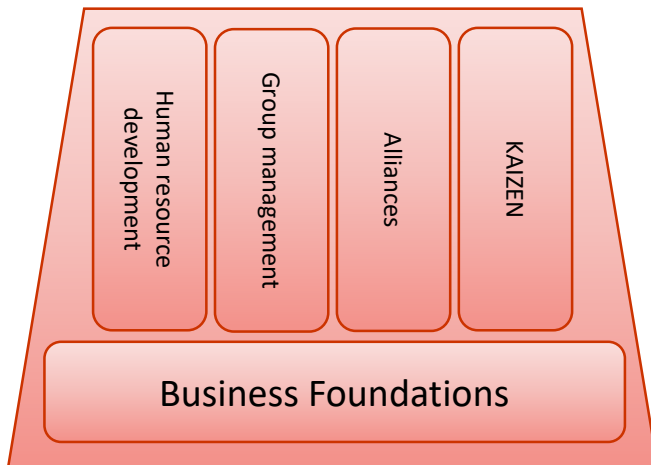 Human resource
development
Group management
Alliances
KAIZEN
Business Foundations